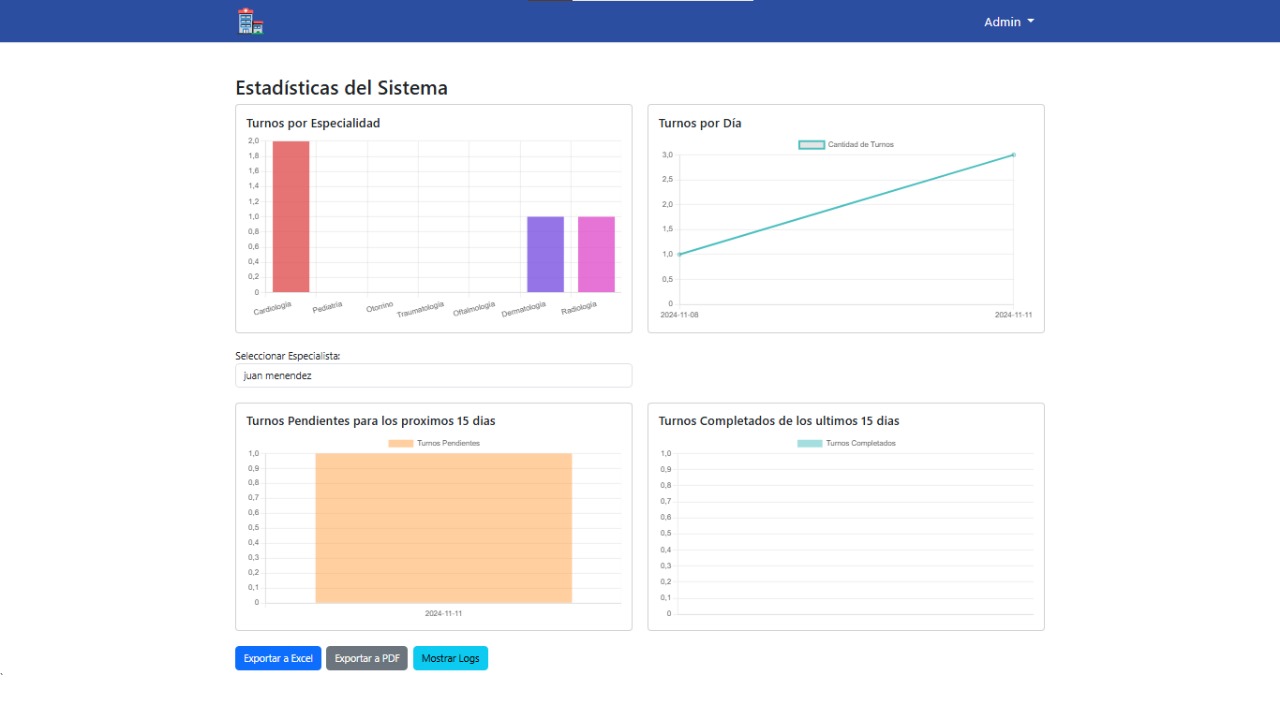 Admin
Estadísticas del Sistema
Turnos por Especialidad
2,0
1,8
1,6
1,4
1,2
1,0
0,8
0,6
0,4
0,2
0
Cardiología
Pediatria
Otorrino
Traumatología
Oftalmología
Dermatología
Radiología
Turnos por Día
Cantidad de Turnos
3,0
2,5
2,0
1,5
1,0
0,5
0
2024-11-08
2024-11-11
Seleccionar Especialista:
juan menendez
Turnos Pendientes para los proximos 15 dias
Turnos Pendientes
1,0
0,9
0,8
0,7
0,6
0,5
0,4
0,3
0,2
0,1
0
2024-11-11
Turnos Completados de los ultimos 15 dias
Turnos Completados
1,0
0,9
0,8
0,7
0,6
0,5
0,4
0,3
0,2
0,1
0
Exportar a Excel
Exportar a PDF
Mostrar Logs
`